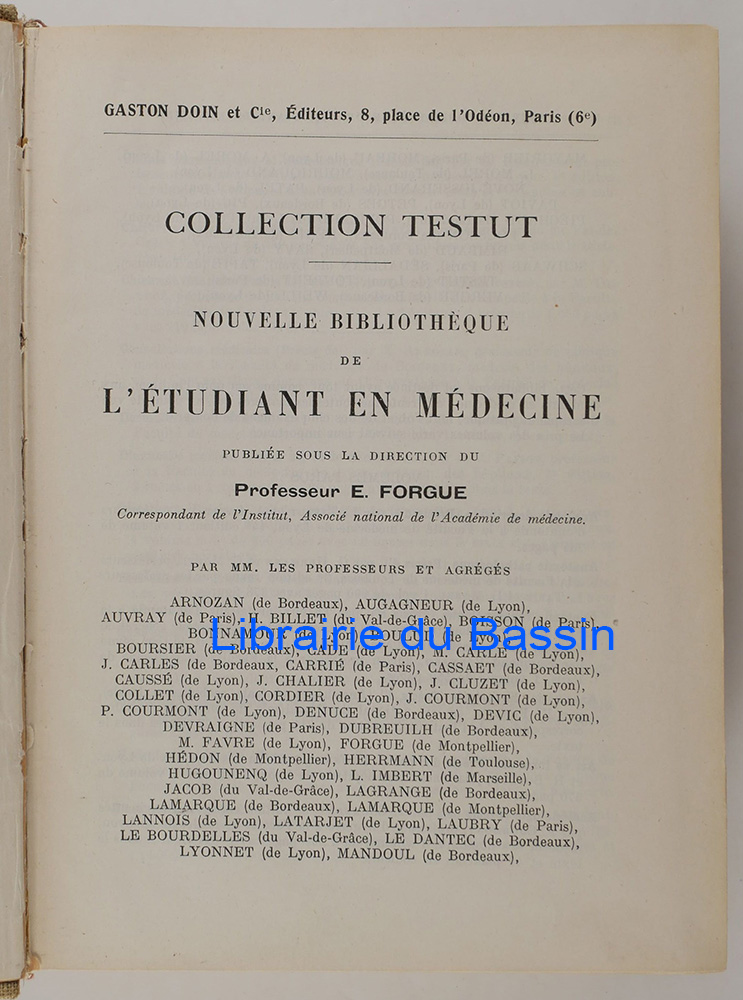 GASTON DOIN et Cie, Éditeurs, 8, place de l'Odéon, Paris (6e)
COLLECTION TESTUT
NOUVELLE BIBLIOTHÈQUE
DE
L'ÉTUDIANT EN MÉDECINE
PUBLIÉE SOUS LA DIRECTION DU
Professeur E. FORGUE
Correspondant de l'Institut, Associé national de l'Académie de médecine.
PAR MM. LES PROFESSEURS ET AGRÉGÉS
ARNOZAN (de Bordeaux), AUGAGNEUR (de Lyon),
AUVRAY (de Paris), H. BILLET (du Val-de-Grâce), BOISSON (de Paris),
BONNAMOUR (de Lyon), (de Lyon),
Librairie du Bassin
BOURSIER (de Bordeaux), CADE (de Lyon), M. CARLE (de Lyon),
J. CARLES (de Bordeaux, CARRIÉ (de Paris), CASSAET (de Bordeaux),
CAUSSÉ (de Lyon), J. CHALIER (de Lyon), J. CLUZET (de Lyon),
COLLET (de Lyon), CORDIER (de Lyon), J. COURMONT (de Lyon),
P. COURMONT (de Lyon), DENUCE (de Bordeaux), DEVIC (de Lyon),
DEVRAIGNE (de Paris), DUBREUILH (de Bordeaux),
M. FAVRE (de Lyon), FORGUE (de Montpellier),
HÉDON (de Montpellier), HERRMANN (de Toulouse),
HUGOUNENQ (de Lyon), L. IMBERT (de Marseille),
JACOB (du Val-de-Grâce), LAGRANGE (de Bordeaux),
LAMARQUE (de Bordeaux), LAMARQUE (de Montpellier),
LANNOIS (de Lyon), LATARJET (de Lyon), LAUBRY (de Paris),
LE BOURDELLES (du Val-de-Grâce), LE DANTEC (de Bordeaux),
LYONNET (de Lyon), MANDOUL (de Bordeaux),